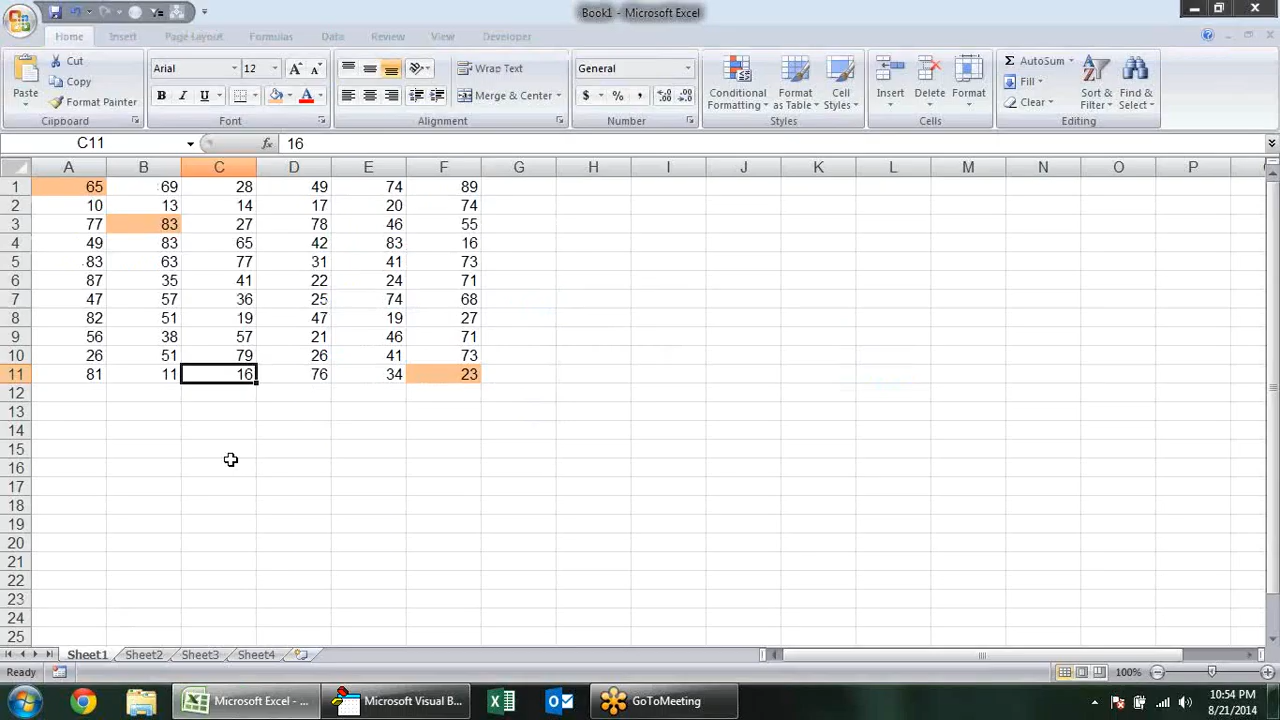 Book1 - Microsoft Excel
Home Insert Page Layout Formulas Data Review View Developer
Paste
Cut
Copy
Format Painter
Clipboard
Arial 12
B I U
Font
Wrap Text
Merge & Center
Alignment
General
$ % ,
Number
Conditional Formatting
Format as Table
Cell Styles
Styles
Insert Delete Format
Cells
Σ AutoSum
Fill
Clear
Sort & Filter
Find & Select
Editing
C11 fx 16
A B C D E F G H I J K L M N O P
1 65 69 28 49 74 89
2 10 13 14 17 20 74
3 77 83 27 78 46 55
4 49 83 65 42 83 16
5 83 63 77 31 41 73
6 87 35 41 22 24 71
7 47 57 36 25 74 68
8 82 51 19 47 19 27
9 56 38 57 21 46 71
10 26 51 79 26 41 73
11 81 11 16 76 34 23
12
13
14
15
16
17
18
19
20
21
22
23
24
25
Sheet1 Sheet2 Sheet3 Sheet4
Ready 100%
Microsoft Excel - ... Microsoft Visual B... GoToMeeting
10:54 PM
8/21/2014